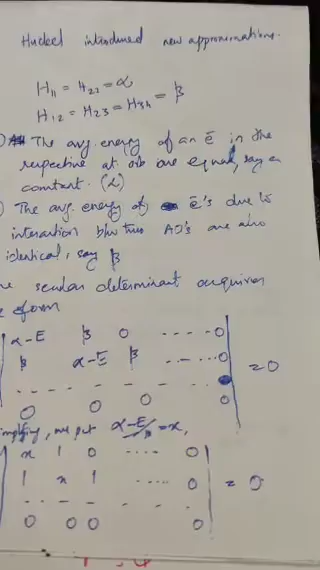 Huckel introduced new approximations.
H11 = H22 = α
H12 = H23 = H34 = β
The avg. energy of an ē in the
respective at orb are equal, say a
constant. (α)
) The avg. energy of ē's due to
interaction b/w two AO's are also
identical, say β
secular determinant acquires
form
α-E β 0 ----- 0
β α-E β ----- 0 = 0
0 0 0 0
we put α-E/β = x,
x 1 0 ..... 0
1 x 1 ---- 0 = 0
0 0 0 0